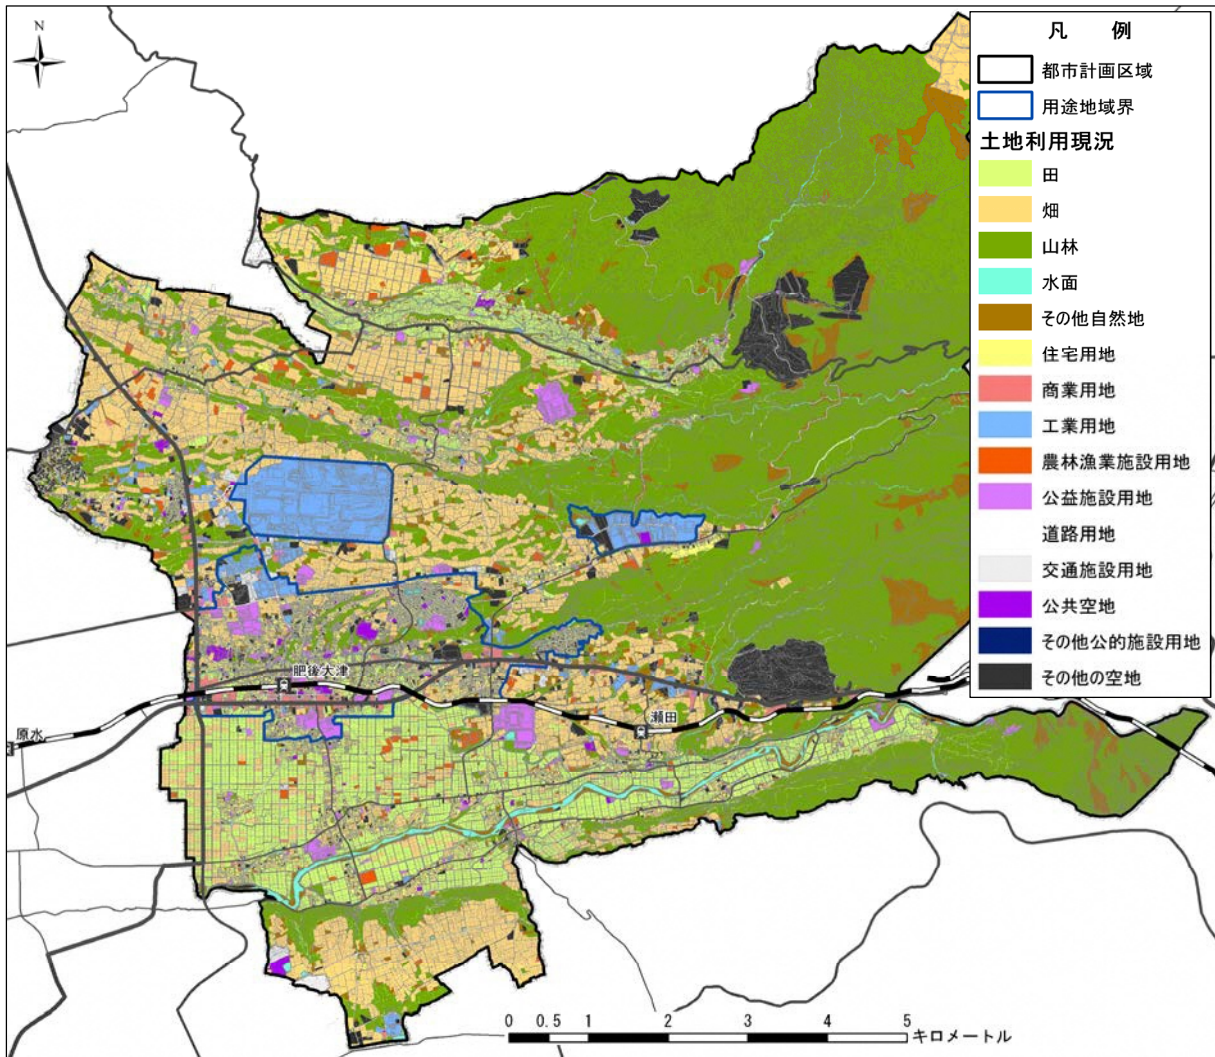 N
凡 例
都市計画区域
用途地域界
土地利用現況
田
畑
山林
水面
その他自然地
住宅用地
商業用地
工業用地
農林漁業施設用地
公益施設用地
道路用地
交通施設用地
公共空地
その他公的施設用地
その他の空地
肥後大津
瀬田
原水
0 0.5 1 2 3 4 5
キロメートル